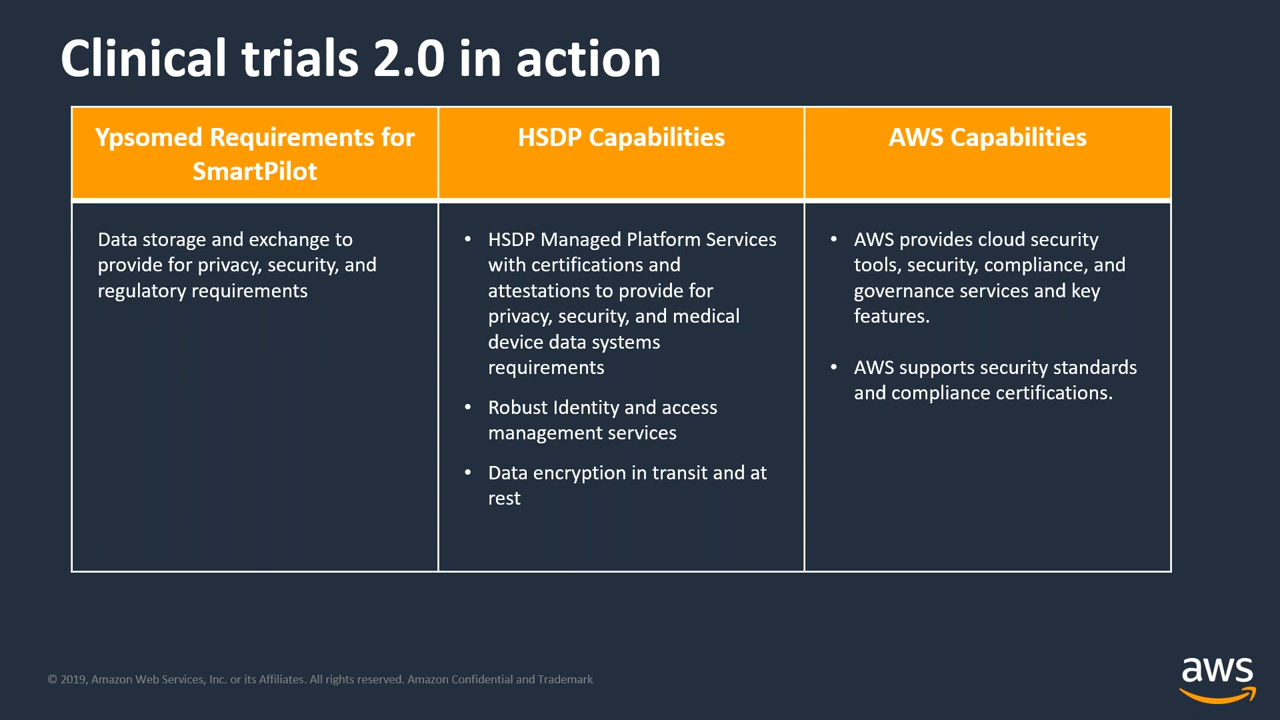 Clinical trials 2.0 in action
Ypsomed Requirements for
SmartPilot
HSDP Capabilities
AWS Capabilities
Data storage and exchange to
provide for privacy, security, and
regulatory requirements
• HSDP Managed Platform Services
with certifications and
attestations to provide for
privacy, security, and medical
device data systems
requirements
• Robust Identity and access
management services
• Data encryption in transit and at
rest
• AWS provides cloud security
tools, security, compliance, and
governance services and key
features.
• AWS supports security standards
and compliance certifications.
© 2019, Amazon Web Services, Inc. or its Affiliates. All rights reserved. Amazon Confidential and Trademark
aws